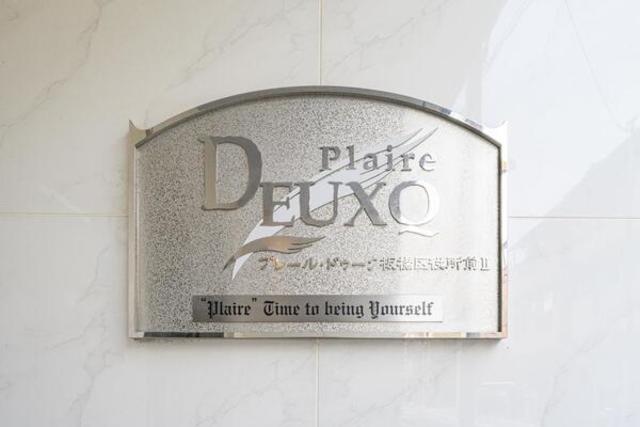 Plaire
DEUXQ
プレール・ドゥーク板橋区役所前Ⅱ
"Plaire" Time to being Yourself